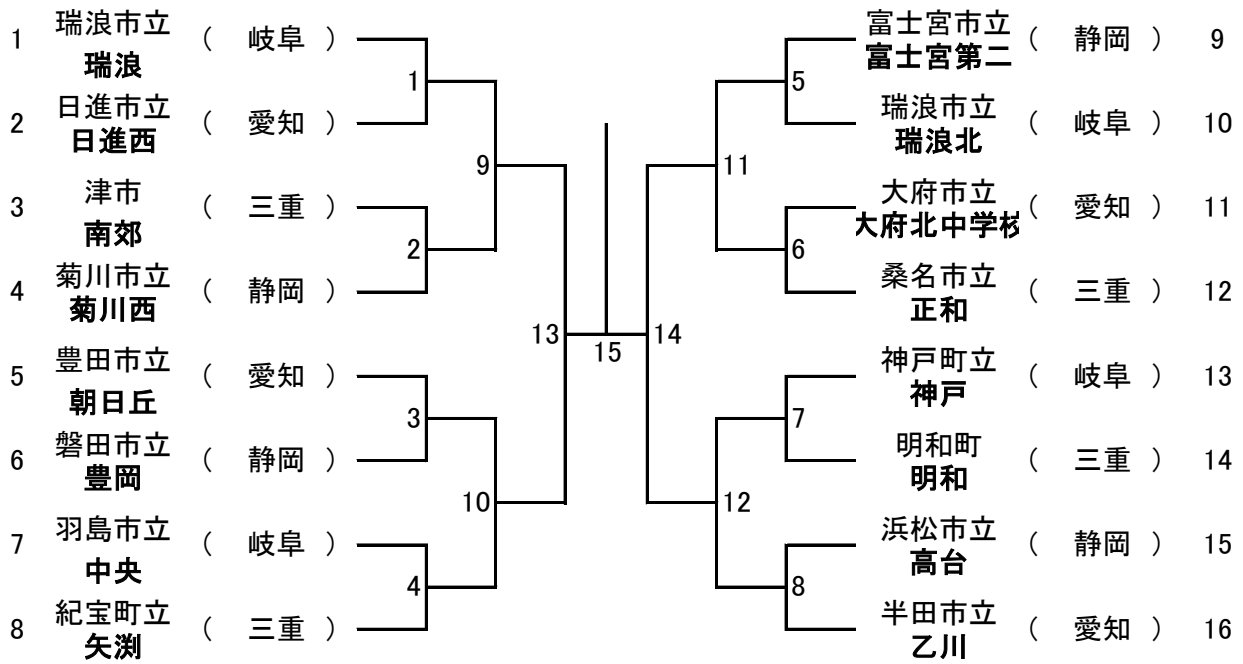 1 瑞浪市立 ( 岐阜 )
瑞浪
2 日進市立 ( 愛知 )
日進西
3 津市 ( 三重 )
南郊
4 菊川市立 ( 静岡 )
菊川西
5 豊田市立 ( 愛知 )
朝日丘
6 磐田市立 ( 静岡 )
豊岡
7 羽島市立 ( 岐阜 )
中央
8 紀宝町立 ( 三重 )
矢渕
1
9
2
13
3
10
4
15
5
11
6
14
7
12
8
富士宮市立 ( 静岡 ) 9
富士宮第二
瑞浪市立 ( 岐阜 ) 10
瑞浪北
大府市立 ( 愛知 ) 11
大府北中学校
桑名市立 ( 三重 ) 12
正和
神戸町立 ( 岐阜 ) 13
神戸
明和町 ( 三重 ) 14
明和
浜松市立 ( 静岡 ) 15
高台
半田市立 ( 愛知 ) 16
乙川